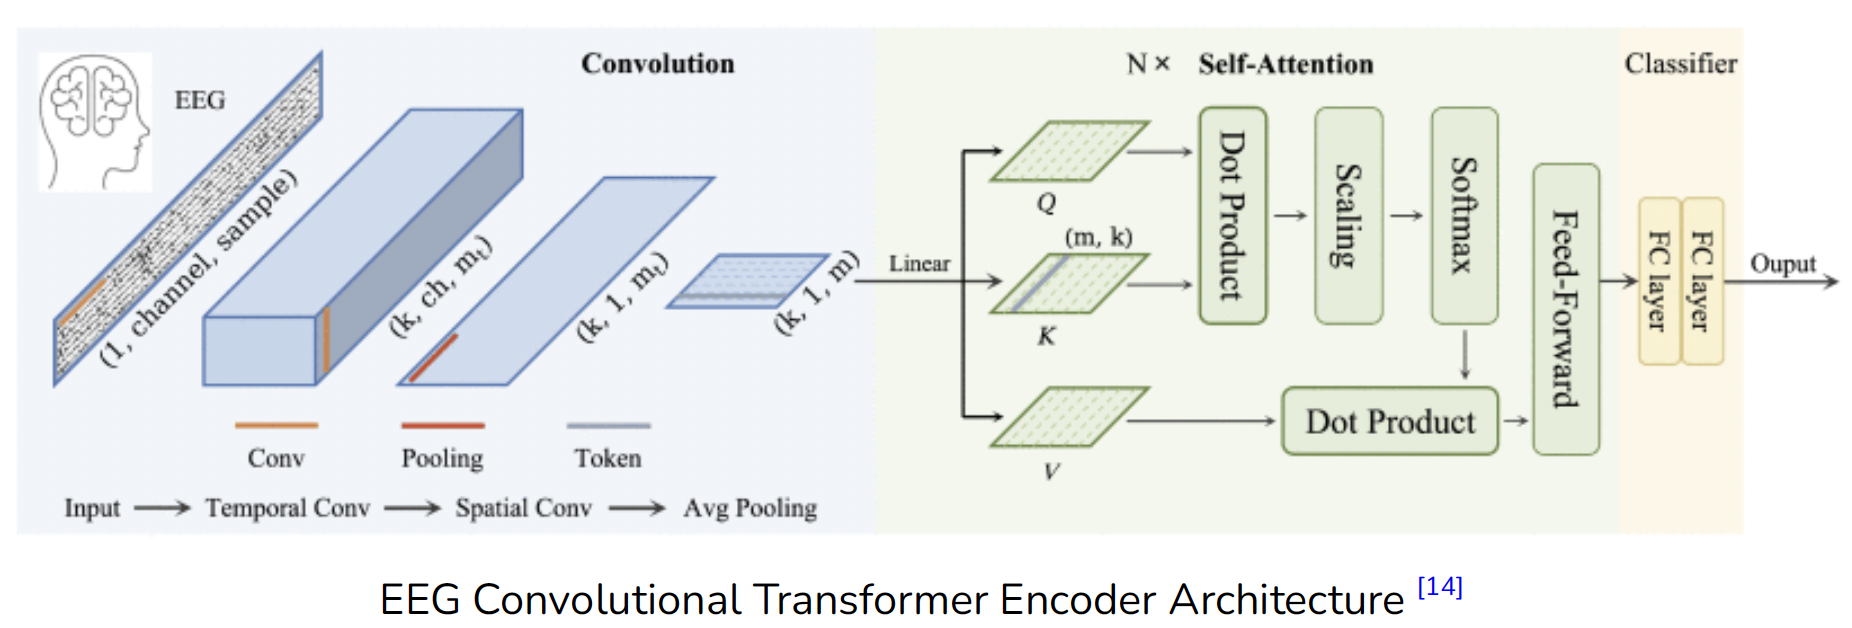 Convolution
EEG
(1, channel, sample)
(k, ch, mₜ)
(k, 1, mₜ)
(k, 1, m)
Conv
Pooling
Token
Input
Temporal Conv
Spatial Conv
Avg Pooling
N × Self-Attention
Linear
Q
(m, k)
K
V
Dot Product
Scaling
Softmax
Dot Product
Feed-Forward
Classifier
FC layer
FC layer
Ouput
EEG Convolutional Transformer Encoder Architecture [14]